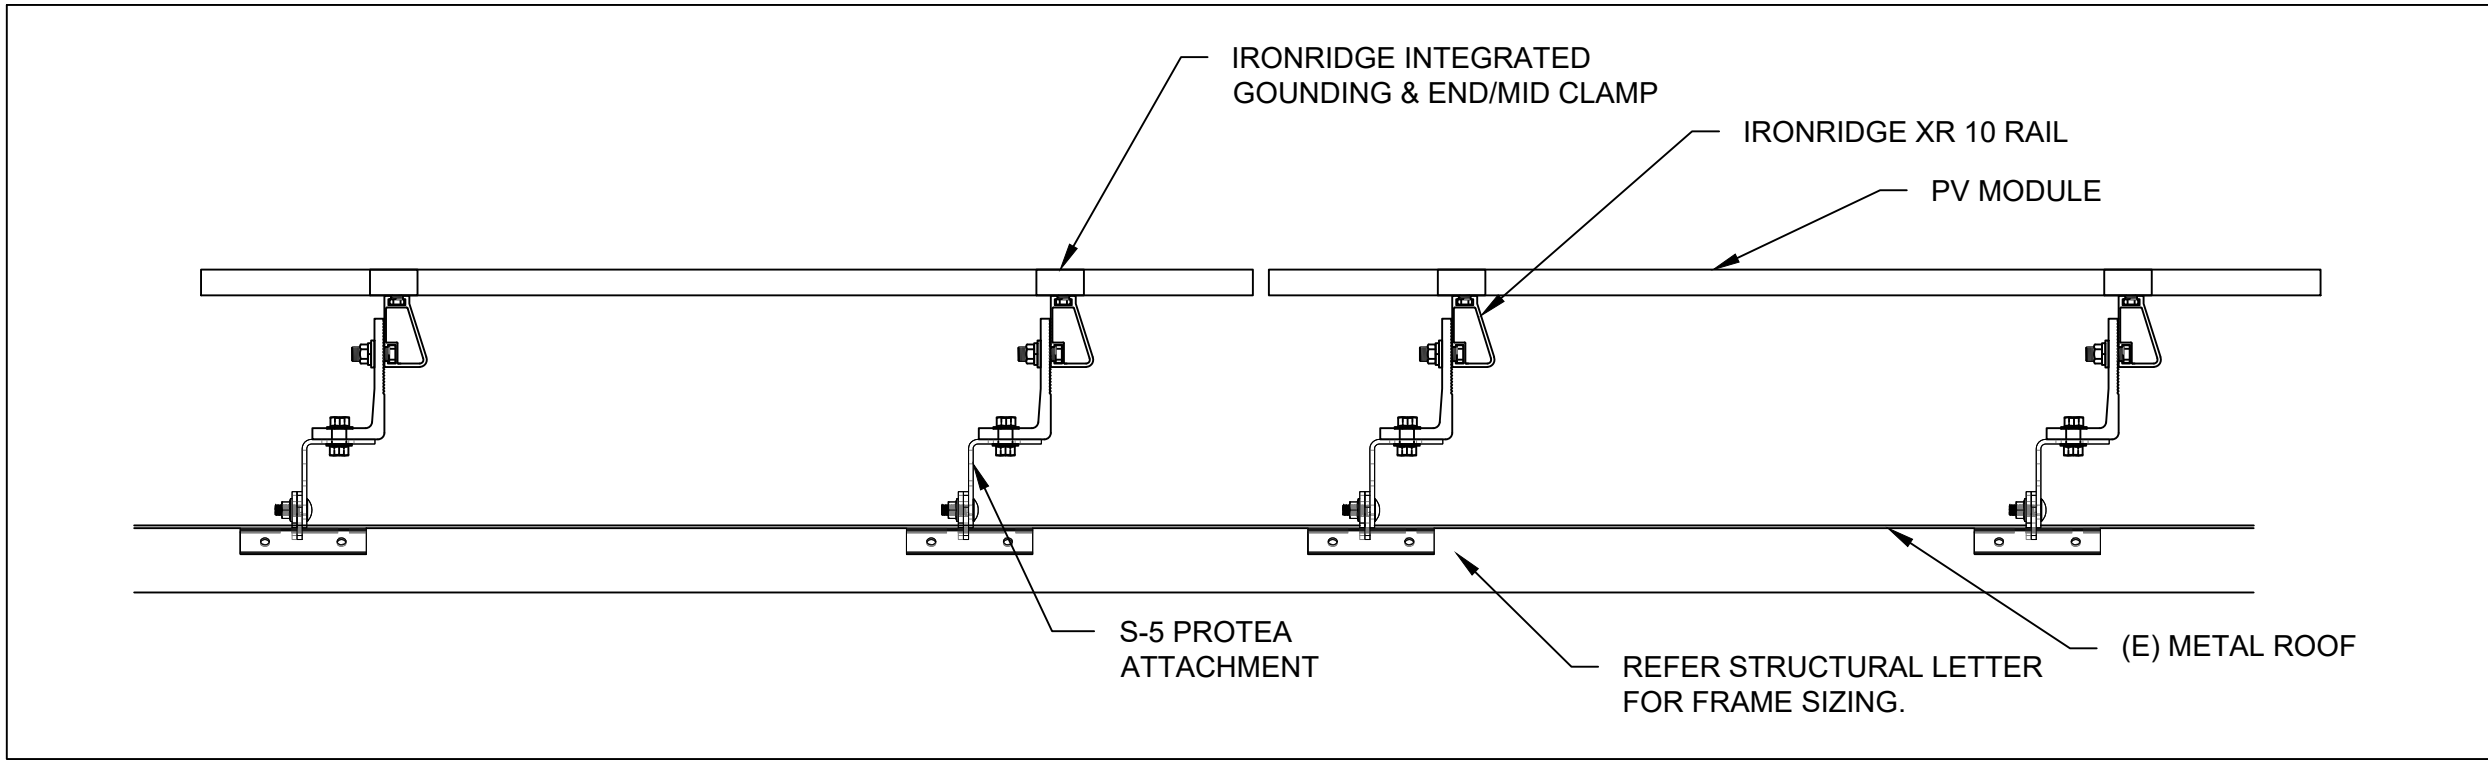 IRONRIDGE INTEGRATED
GOUNDING & END/MID CLAMP
IRONRIDGE XR 10 RAIL
PV MODULE
S-5 PROTEA
ATTACHMENT
REFER STRUCTURAL LETTER
FOR FRAME SIZING.
(E) METAL ROOF